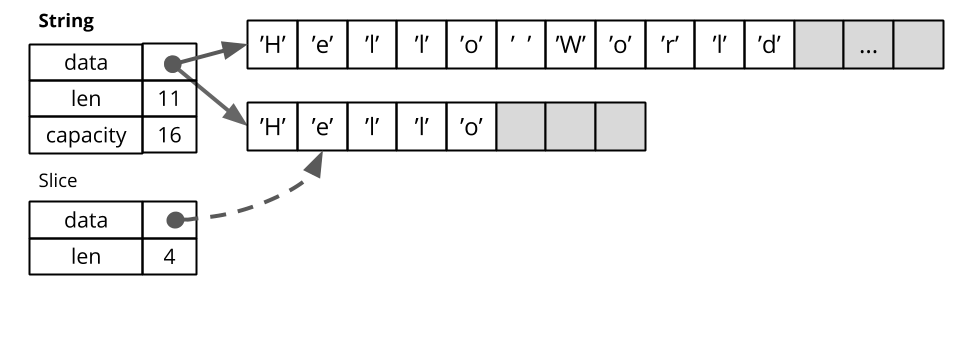 String
data
’H’ ’e’ ’l’ ’l’ ’o’ ’ ’ ’W’ ’o’ ’r’ ’l’ ’d’ ...
len 11
capacity 16
’H’ ’e’ ’l’ ’l’ ’o’
Slice
data
len 4